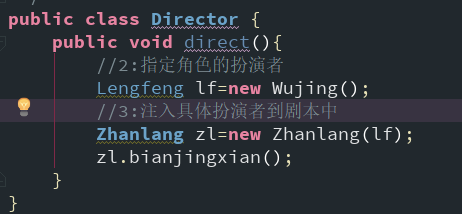 public class Director {
public void direct(){
//2:指定角色的扮演者
Lengfeng lf=new Wujing();
//3:注入具体扮演者到剧本中
Zhanlang zl=new Zhanlang(lf);
zl.bianjingxian();
}
}